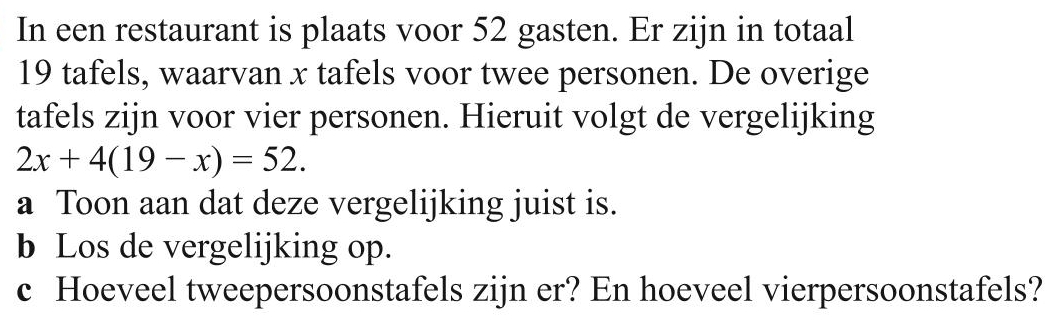 In een restaurant is plaats voor 52 gasten. Er zijn in totaal
19 tafels, waarvan x tafels voor twee personen. De overige
tafels zijn voor vier personen. Hieruit volgt de vergelijking
2x + 4(19 − x) = 52.
a Toon aan dat deze vergelijking juist is.
b Los de vergelijking op.
c Hoeveel tweepersoonstafels zijn er? En hoeveel vierpersoonstafels?